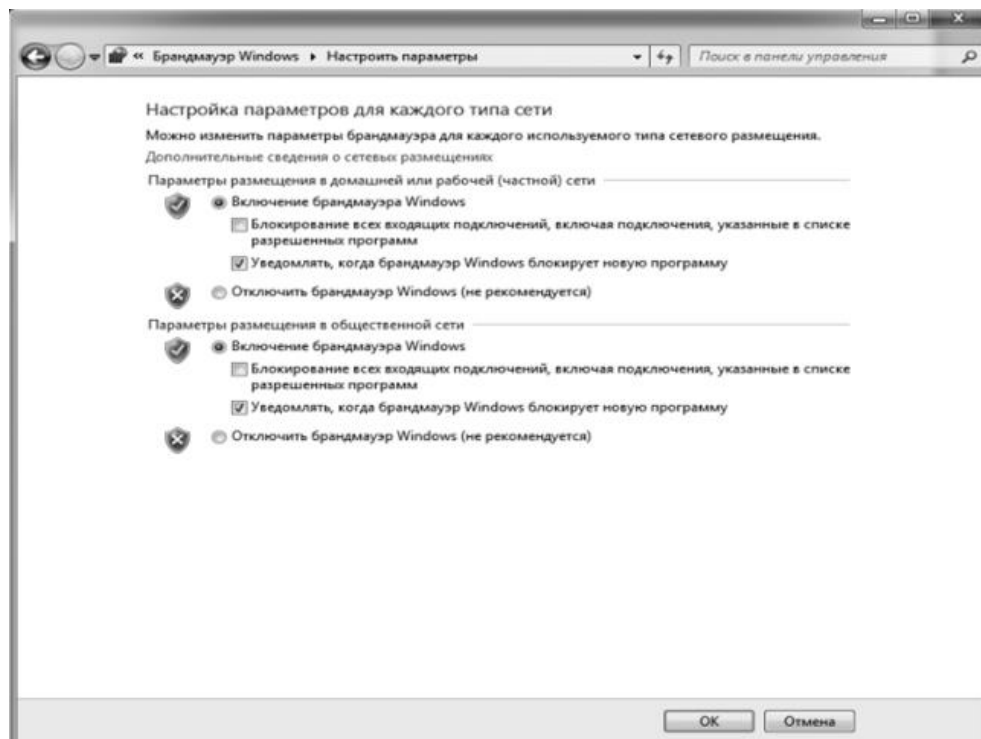 « Брандмауэр Windows ▸ Настроить параметры
Поиск в панели управления
Настройка параметров для каждого типа сети
Можно изменить параметры брандмауэра для каждого используемого типа сетевого размещения.
Дополнительные сведения о сетевых размещениях
Параметры размещения в домашней или рабочей (частной) сети
Включение брандмауэра Windows
Блокирование всех входящих подключений, включая подключения, указанные в списке
разрешенных программ
Уведомлять, когда брандмауэр Windows блокирует новую программу
Отключить брандмауэр Windows (не рекомендуется)
Параметры размещения в общественной сети
Включение брандмауэра Windows
Блокирование всех входящих подключений, включая подключения, указанные в списке
разрешенных программ
Уведомлять, когда брандмауэр Windows блокирует новую программу
Отключить брандмауэр Windows (не рекомендуется)
OK
Отмена